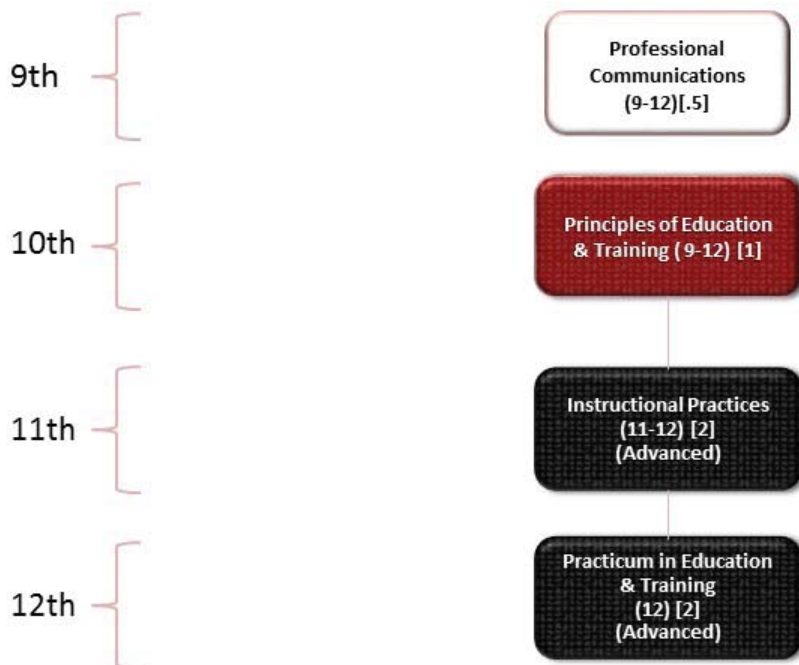 9th
Professional
Communications
(9-12)[.5]
10th
Principles of Education
& Training (9-12) [1]
11th
Instructional Practices
(11-12) [2]
(Advanced)
12th
Practicum in Education
& Training
(12) [2]
(Advanced)